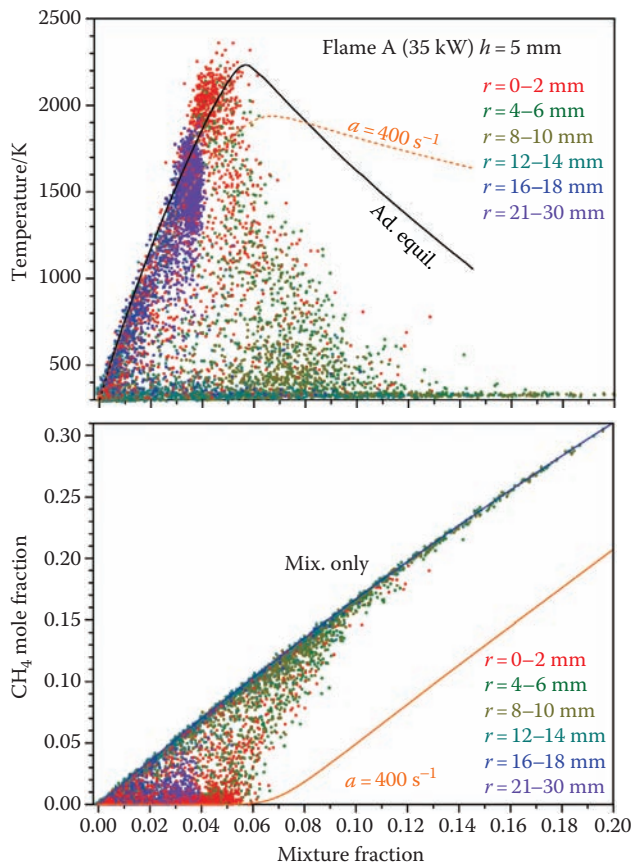 Flame A (35 kW) h = 5 mm
r = 0–2 mm
r = 4–6 mm
r = 8–10 mm
r = 12–14 mm
r = 16–18 mm
r = 21–30 mm
a = 400 s⁻¹
Ad. equil.
Temperature/K
2500
2000
1500
1000
500
0.30
0.25
0.20
0.15
0.10
0.05
0.00
CH₄ mole fraction
Mix. only
r = 0–2 mm
r = 4–6 mm
r = 8–10 mm
r = 12–14 mm
r = 16–18 mm
r = 21–30 mm
a = 400 s⁻¹
0.00 0.02 0.04 0.06 0.08 0.10 0.12 0.14 0.16 0.18 0.20
Mixture fraction